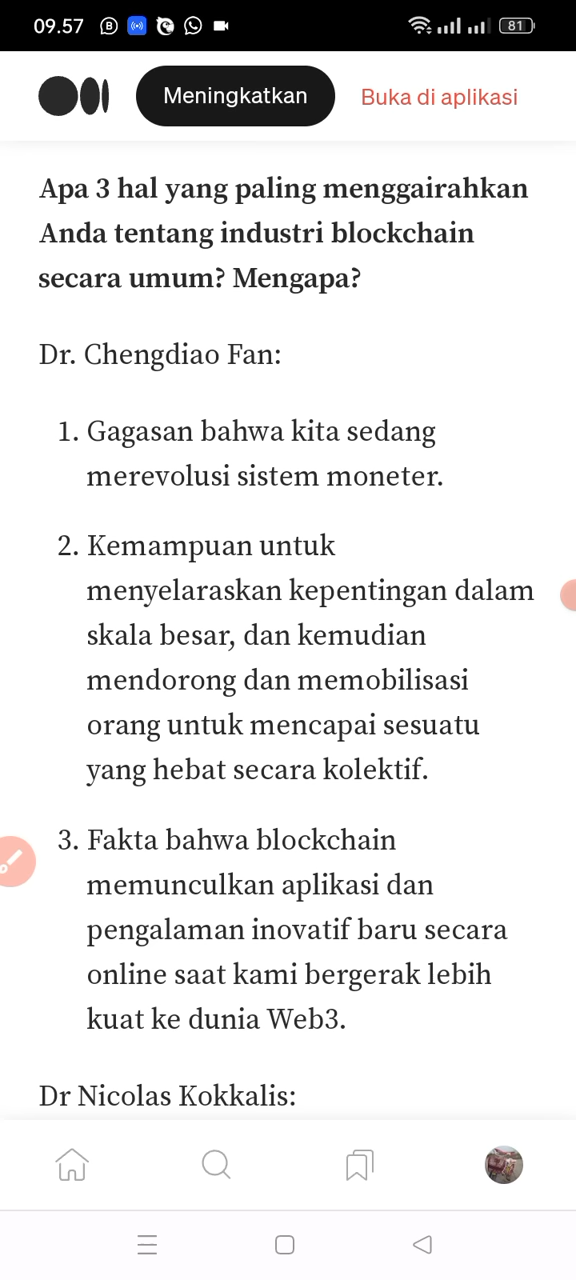 09.57
81
Meningkatkan
Buka di aplikasi
Apa 3 hal yang paling menggairahkan
Anda tentang industri blockchain
secara umum? Mengapa?
Dr. Chengdiao Fan:
1. Gagasan bahwa kita sedang
merevolusi sistem moneter.
2. Kemampuan untuk
menyelaraskan kepentingan dalam
skala besar, dan kemudian
mendorong dan memobilisasi
orang untuk mencapai sesuatu
yang hebat secara kolektif.
3. Fakta bahwa blockchain
memunculkan aplikasi dan
pengalaman inovatif baru secara
online saat kami bergerak lebih
kuat ke dunia Web3.
Dr Nicolas Kokkalis: